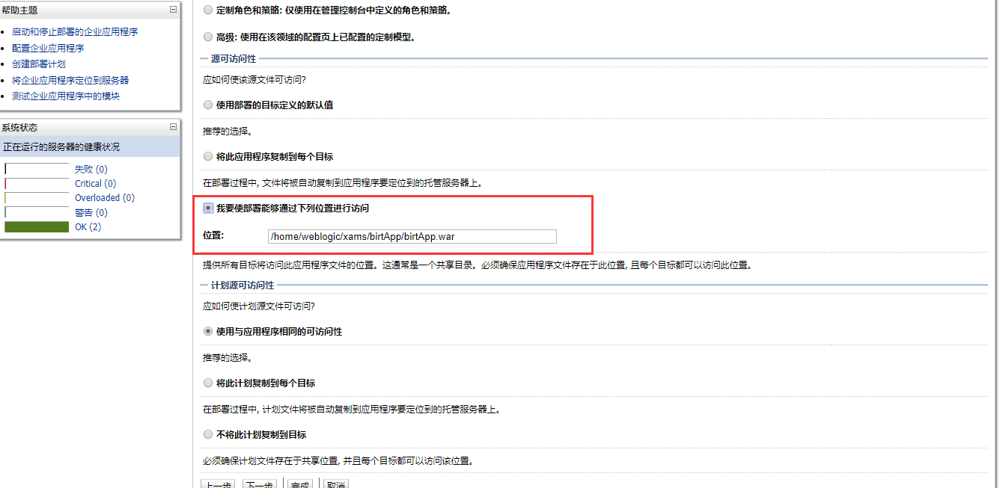 帮助主题
启动和停止部署的企业应用程序
配置企业应用程序
创建部署计划
将企业应用程序定位到服务器
测试企业应用程序中的模块
系统状态
正在运行的服务器的健康状况
失败 (0)
Critical (0)
Overloaded (0)
警告 (0)
OK (2)
定制角色和策略: 仅使用在管理控制台中定义的角色和策略。
高级: 使用在该领域的配置页上已配置的定制模型。
源可访问性
应如何使该源文件可访问?
使用部署的目标定义的默认值
推荐的选择。
将此应用程序复制到每个目标
在部署过程中, 文件将被自动复制到应用程序要定位到的托管服务器上。
我要使部署能够通过下列位置进行访问
位置: /home/weblogic/xams/birtApp/birtApp.war
提供所有目标将访问此应用程序文件的位置。这通常是一个共享目录。必须确保应用程序文件存在于此位置, 且每个目标都可以访问此位置。
计划源可访问性
应如何使计划源文件可访问?
使用与应用程序相同的可访问性
推荐的选择。
将此计划复制到每个目标
在部署过程中, 计划文件将被自动复制到应用程序要定位到的托管服务器上。
不将此计划复制到目标
必须确保计划文件存在于共享位置, 并且每个目标都可以访问该位置。
上一步 下一步 完成 取消